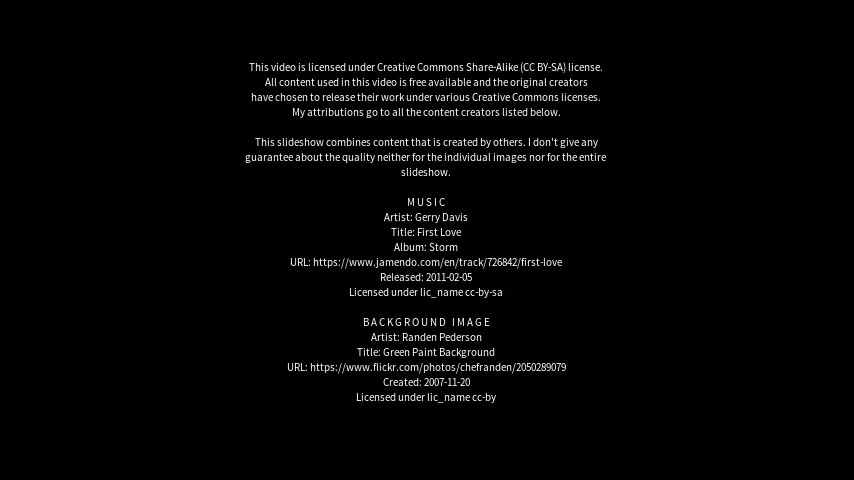 This video is licensed under Creative Commons Share-Alike (CC BY-SA) license.
All content used in this video is free available and the original creators
have chosen to release their work under various Creative Commons licenses.
My attributions go to all the content creators listed below.
This slideshow combines content that is created by others. I don't give any
guarantee about the quality neither for the individual images nor for the entire
slideshow.
MUSIC
Artist: Gerry Davis
Title: First Love
Album: Storm
URL: https://www.jamendo.com/en/track/726842/first-love
Released: 2011-02-05
Licensed under lic_name cc-by-sa
BACKGROUND IMAGE
Artist: Randen Pederson
Title: Green Paint Background
URL: https://www.flickr.com/photos/chefranden/2050289079
Created: 2007-11-20
Licensed under lic_name cc-by